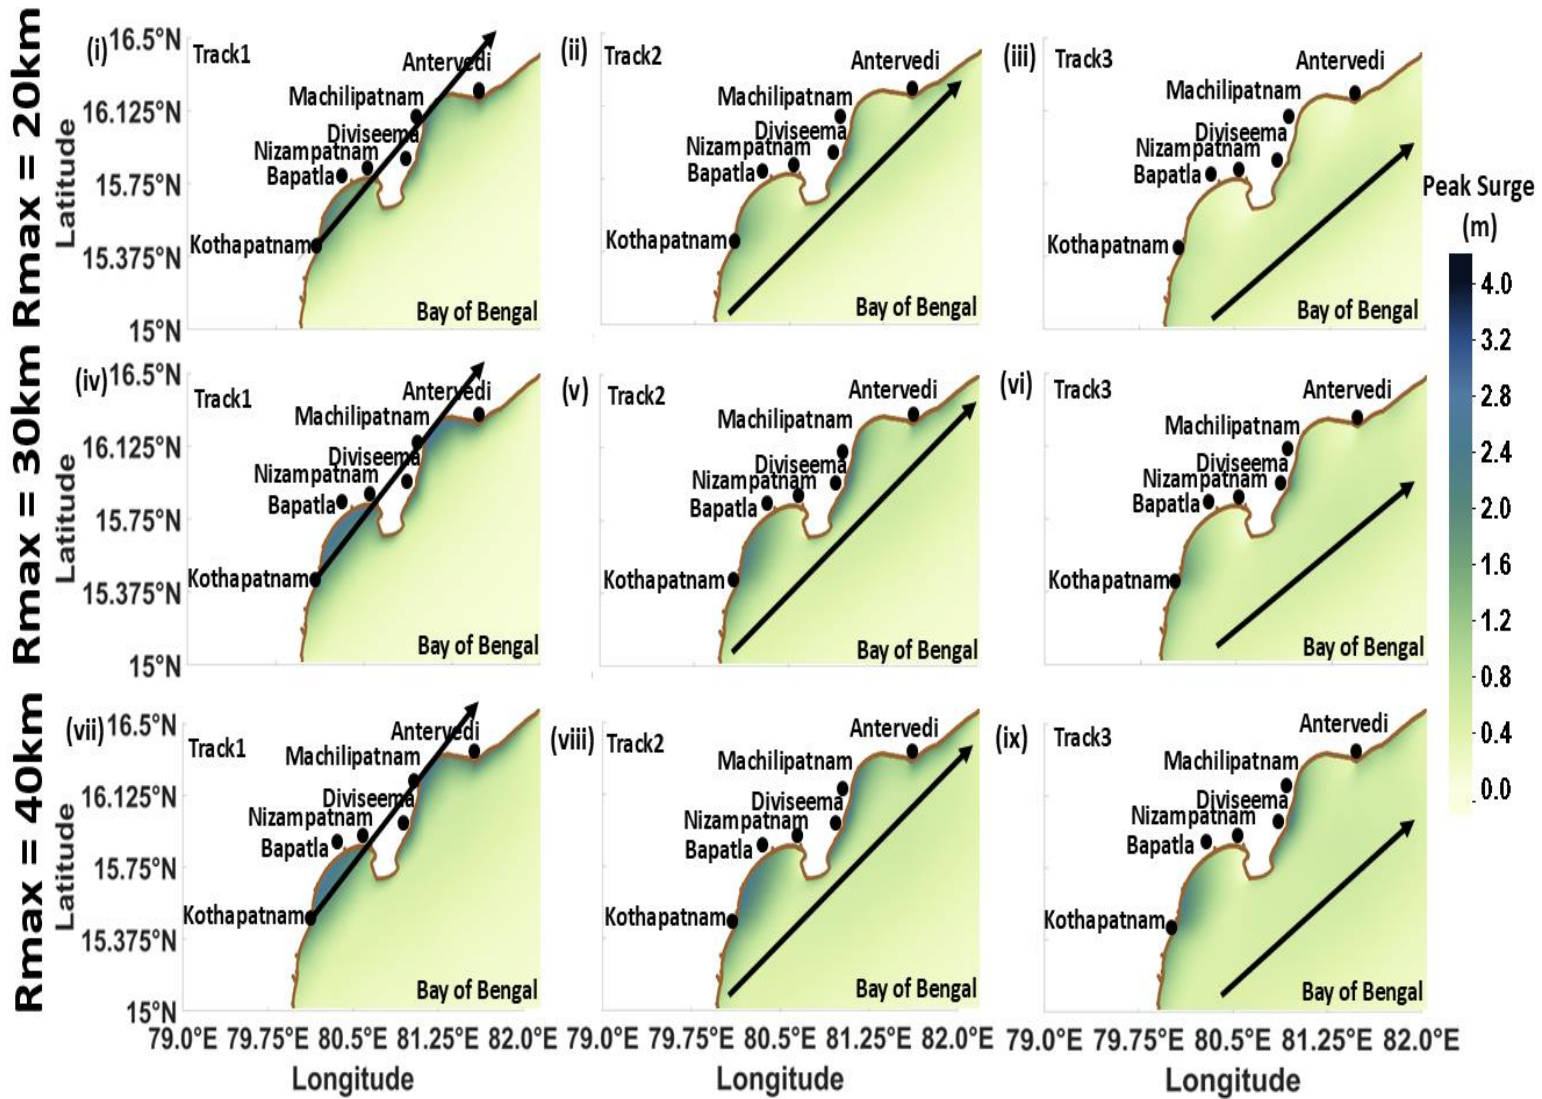 Rmax = 20km
Latitude
16.5°N
16.125°N
15.75°N
15.375°N
15°N
(i)
Track1
Antervedi
Machilipatnam
Diviseema
Nizampatnam
Bapatla
Kothapatnam
Bay of Bengal
(ii)
Track2
Antervedi
Machilipatnam
Diviseema
Nizampatnam
Bapatla
Kothapatnam
Bay of Bengal
(iii)
Track3
Antervedi
Machilipatnam
Diviseema
Nizampatnam
Bapatla
Kothapatnam
Bay of Bengal
Rmax = 30km
Latitude
16.5°N
16.125°N
15.75°N
15.375°N
15°N
(iv)
Track1
Antervedi
Machilipatnam
Diviseema
Nizampatnam
Bapatla
Kothapatnam
Bay of Bengal
(v)
Track2
Antervedi
Machilipatnam
Diviseema
Nizampatnam
Bapatla
Kothapatnam
Bay of Bengal
(vi)
Track3
Antervedi
Machilipatnam
Diviseema
Nizampatnam
Bapatla
Kothapatnam
Bay of Bengal
Rmax = 40km
Latitude
16.5°N
16.125°N
15.75°N
15.375°N
15°N
(vii)
Track1
Antervedi
Machilipatnam
Diviseema
Nizampatnam
Bapatla
Kothapatnam
Bay of Bengal
(viii)
Track2
Antervedi
Machilipatnam
Diviseema
Nizampatnam
Bapatla
Kothapatnam
Bay of Bengal
(ix)
Track3
Antervedi
Machilipatnam
Diviseema
Nizampatnam
Bapatla
Kothapatnam
Bay of Bengal
79.0°E 79.75°E 80.5°E 81.25°E 82.0°E
79.0°E 79.75°E 80.5°E 81.25°E 82.0°E
79.0°E 79.75°E 80.5°E 81.25°E 82.0°E
Longitude
Longitude
Longitude
Peak Surge
(m)
4.0
3.2
2.8
2.4
2.0
1.6
1.2
0.8
0.4
0.0